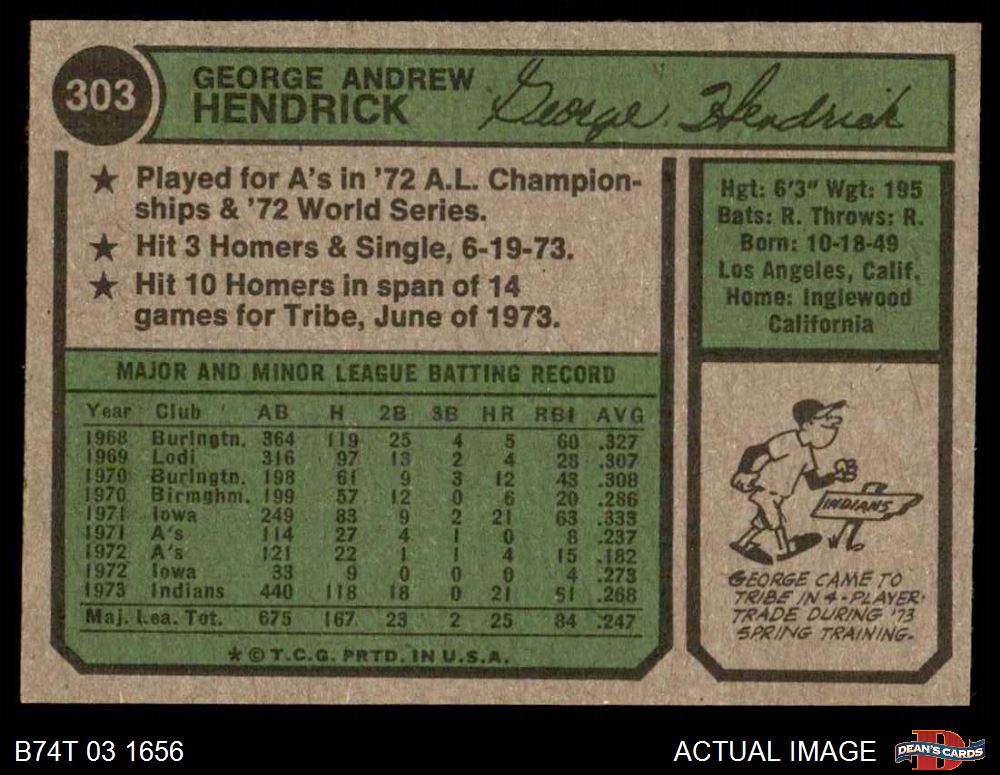 303
GEORGE ANDREW
HENDRICK
George Hendrick
★ Played for A's in '72 A.L. Champion-
ships & '72 World Series.
★ Hit 3 Homers & Single, 6-19-73.
★ Hit 10 Homers in span of 14
games for Tribe, June of 1973.
Hgt: 6'3" Wgt: 195
Bats: R. Throws: R.
Born: 10-18-49
Los Angeles, Calif.
Home: Inglewood
California
MAJOR AND MINOR LEAGUE BATTING RECORD
Year Club AB H 2B 3B HR RBI AVG
1968 Burlngtn. 364 119 25 4 5 60 .327
1969 Lodi 316 97 13 2 4 28 .307
1970 Burlngtn. 198 61 9 3 12 43 .308
1970 Birmghm. 199 57 12 0 6 20 .286
1971 Iowa 249 83 9 2 21 63 .333
1971 A's 114 27 4 1 0 8 .237
1972 A's 121 22 1 1 4 15 .182
1972 Iowa 33 9 0 0 0 4 .273
1973 Indians 440 118 18 0 21 51 .268
Maj. Lea. Tot. 675 167 23 2 25 84 .247
* © T.C.G. PRTD. IN U.S.A.
INDIANS
GEORGE CAME TO
TRIBE IN 4-PLAYER
TRADE DURING '73
SPRING TRAINING.
B74T 03 1656
ACTUAL IMAGE
DEAN'S CARDS